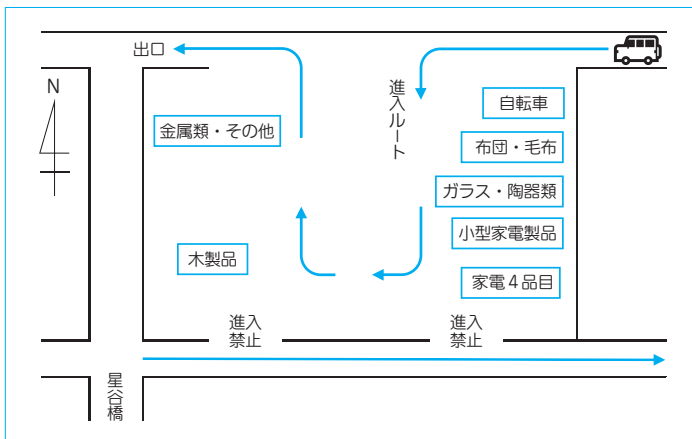 出口
N
進入ルート
自転車
金属類・その他
布団・毛布
ガラス・陶器類
小型家電製品
木製品
家電４品目
進入
禁止
進入
禁止
星谷橋